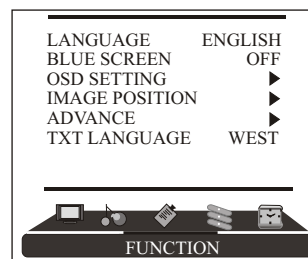 LANGUAGE ENGLISH
BLUE SCREEN OFF
OSD SETTING
IMAGE POSITION
ADVANCE
TXT LANGUAGE WEST
FUNCTION